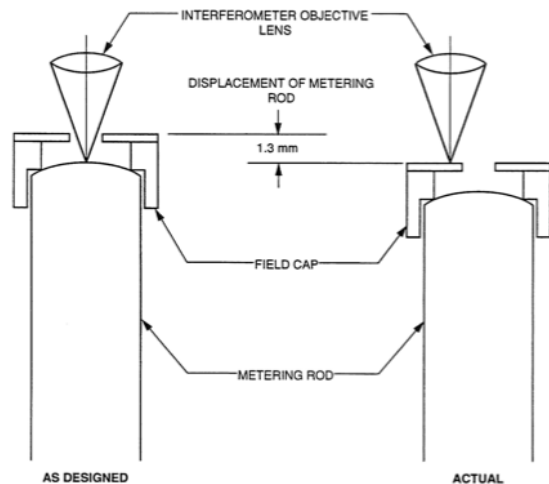 INTERFEROMETER OBJECTIVE
LENS
DISPLACEMENT OF METERING
ROD
1.3 mm
FIELD CAP
METERING ROD
AS DESIGNED
ACTUAL